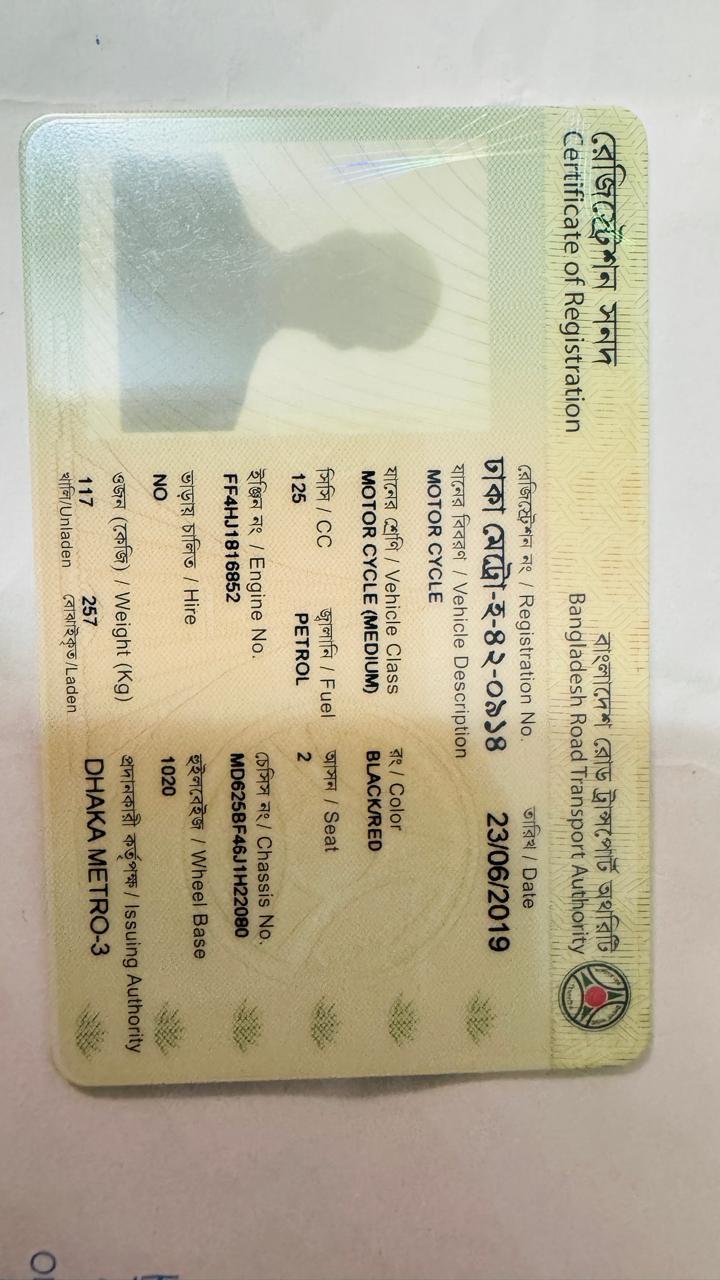 রেজিস্ট্রেশন সনদ
Certificate of Registration
বাংলাদেশ রোড ট্রান্সপোর্ট অথরিটি
Bangladesh Road Transport Authority
রেজিস্ট্রেশন নং / Registration No.
তারিখ / Date
ঢাকা মেট্রো-হ-৪২-০৯১৪
23/06/2019
যানের বিবরণ / Vehicle Description
MOTOR CYCLE
যানের শ্রেণি / Vehicle Class
রং / Color
MOTOR CYCLE (MEDIUM)
BLACK/RED
সিসি / CC
জ্বালানি / Fuel
আসন / Seat
125
PETROL
2
ইঞ্জিন নং / Engine No.
চেসিস নং / Chassis No.
FF4HJ1816852
MD625BF46J1H22080
ভাড়ায় চালিত / Hire
হুইলবেইজ / Wheel Base
NO
1020
ওজন (কেজি) / Weight (Kg)
প্রদানকারী কর্তৃপক্ষ / Issuing Authority
117
257
DHAKA METRO-3
খালি/Unladen
বোঝাইকৃত/Laden